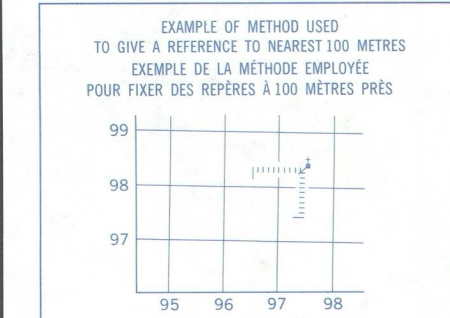 EXAMPLE OF METHOD USED
TO GIVE A REFERENCE TO NEAREST 100 METRES
EXEMPLE DE LA MÉTHODE EMPLOYÉE
POUR FIXER DES REPÈRES À 100 MÈTRES PRÈS
99
98
97
95 96 97 98